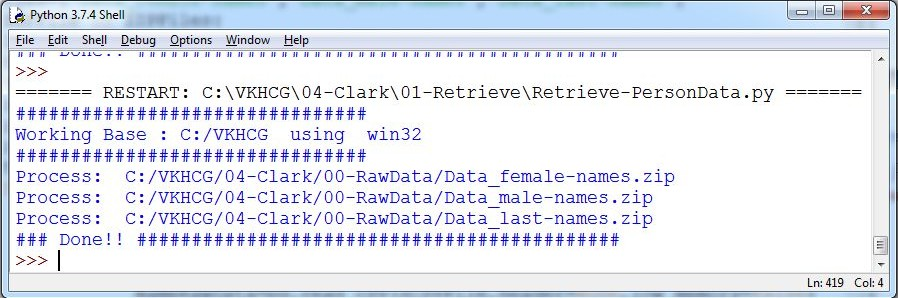 Python 3.7.4 Shell
File Edit Shell Debug Options Window Help
### Done!! ############################################
>>>
======= RESTART: C:\VKHCG\04-Clark\01-Retrieve\Retrieve-PersonData.py =======
################################
Working Base : C:/VKHCG  using  win32
################################
Process:  C:/VKHCG/04-Clark/00-RawData/Data_female-names.zip
Process:  C:/VKHCG/04-Clark/00-RawData/Data_male-names.zip
Process:  C:/VKHCG/04-Clark/00-RawData/Data_last-names.zip
### Done!! ############################################
>>>
Ln: 419 Col: 4